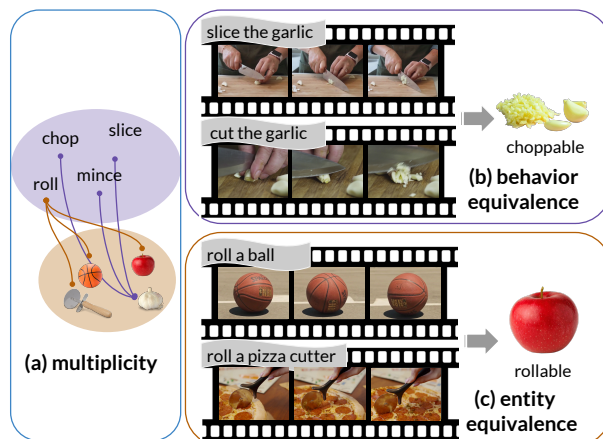 chop
slice
mince
roll
(a) multiplicity
slice the garlic
cut the garlic
choppable
(b) behavior
equivalence
roll a ball
roll a pizza cutter
rollable
(c) entity
equivalence